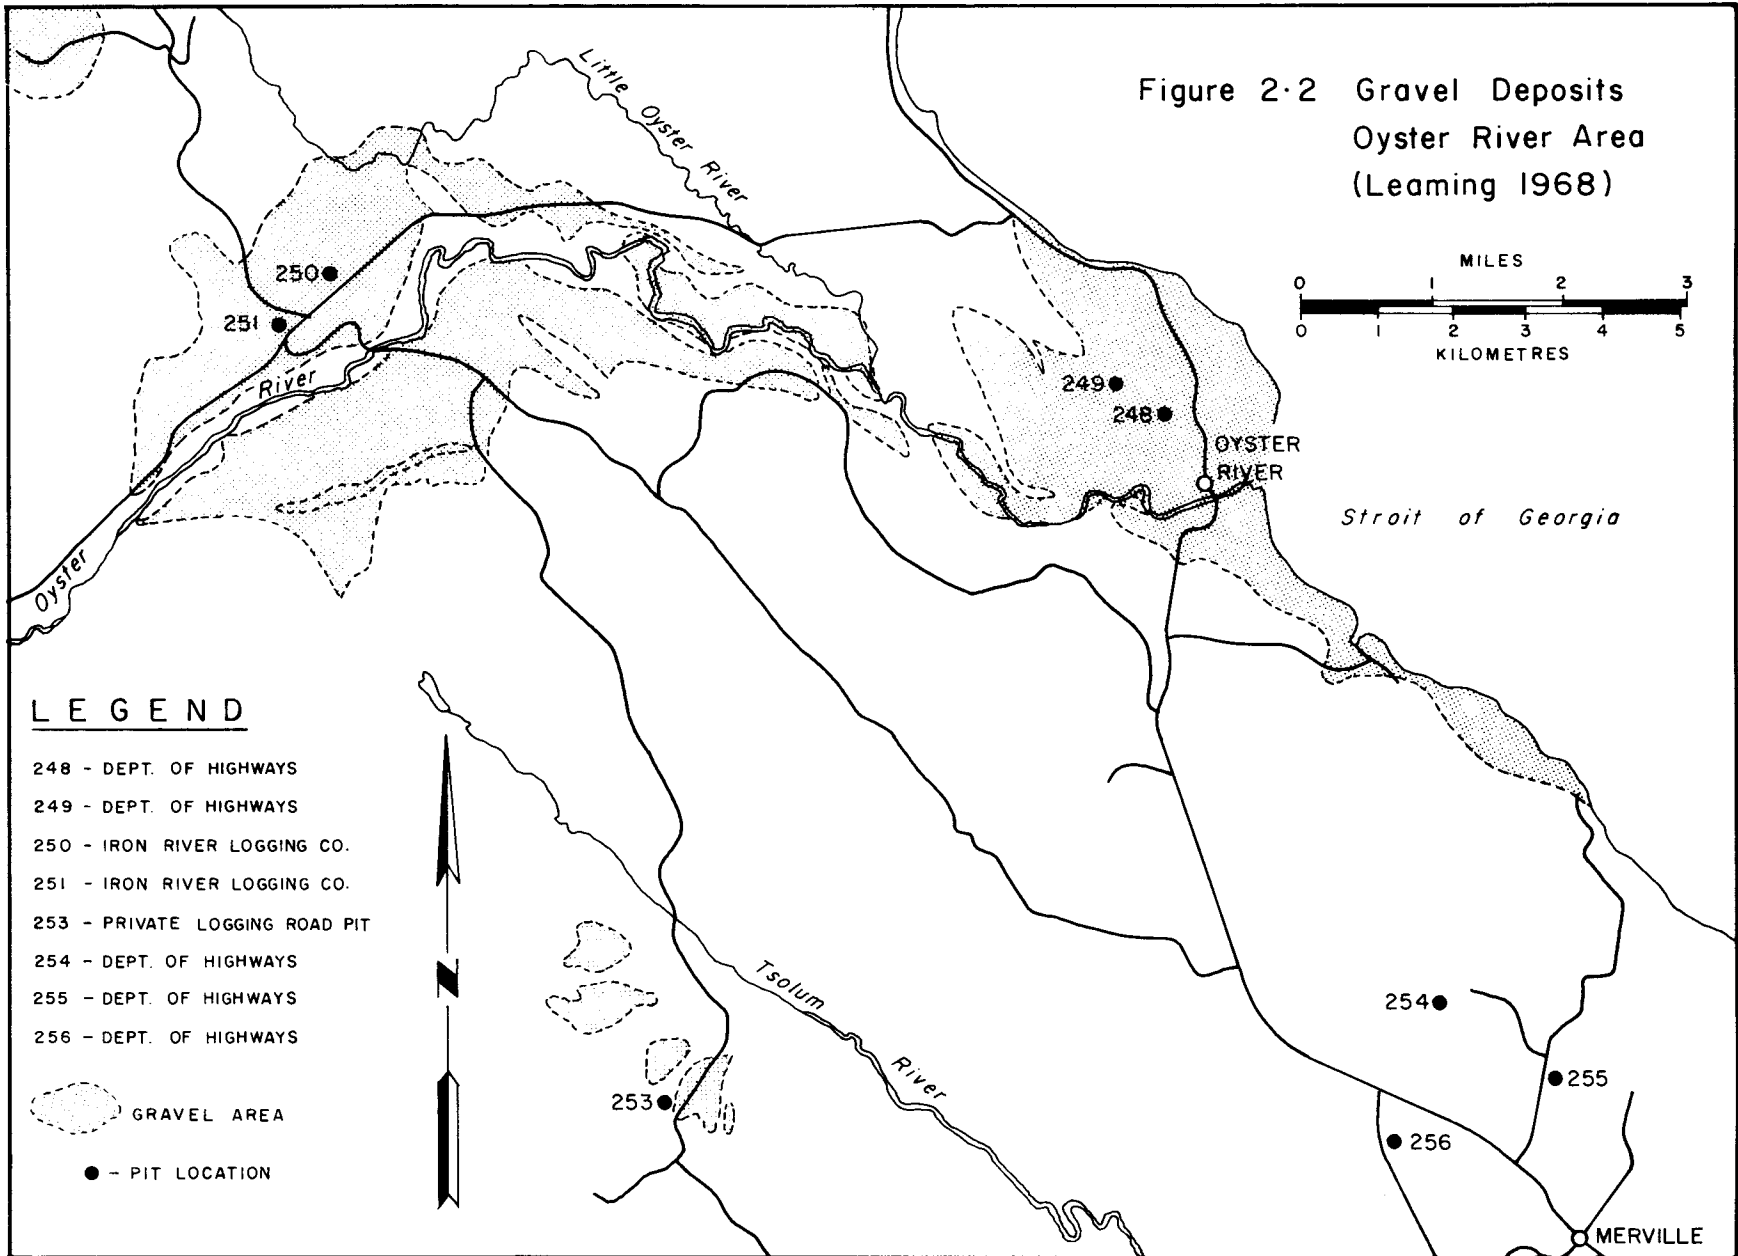 Figure 2·2 Gravel Deposits
Oyster River Area
(Leaming 1968)
MILES
0 1 2 3
0 1 2 3 4 5
KILOMETRES
Little Oyster River
250
251
River
249
248
OYSTER
RIVER
Strait of Georgia
Oyster
LEGEND
248 - DEPT. OF HIGHWAYS
249 - DEPT. OF HIGHWAYS
250 - IRON RIVER LOGGING CO.
251 - IRON RIVER LOGGING CO.
253 - PRIVATE LOGGING ROAD PIT
254 - DEPT. OF HIGHWAYS
255 - DEPT. OF HIGHWAYS
256 - DEPT. OF HIGHWAYS
GRAVEL AREA
- PIT LOCATION
N
Tsolum River
253
254
255
256
MERVILLE